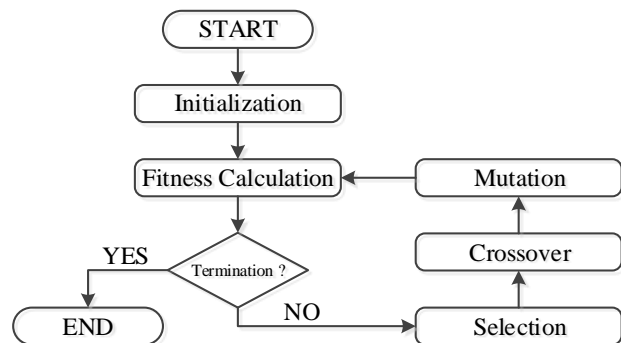 START
Initialization
Fitness Calculation
Mutation
YES
Termination ?
Crossover
END
NO
Selection